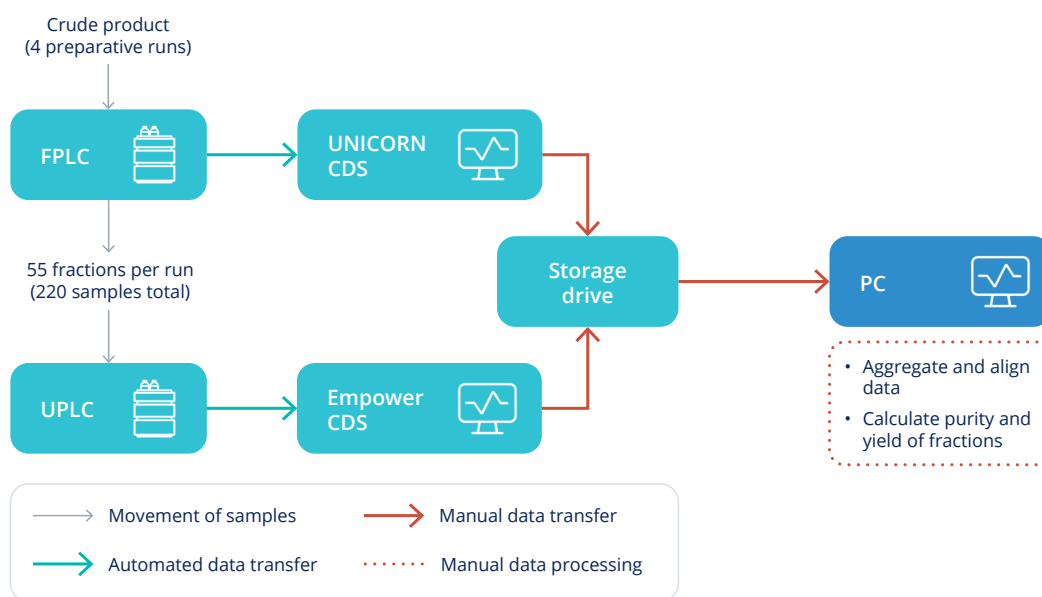 Crude product
(4 preparative runs)
FPLC
UNICORN
CDS
55 fractions per run
(220 samples total)
Storage
drive
PC
UPLC
Empower
CDS
• Aggregate and align
data
• Calculate purity and
yield of fractions
Movement of samples
Manual data transfer
Automated data transfer
Manual data processing